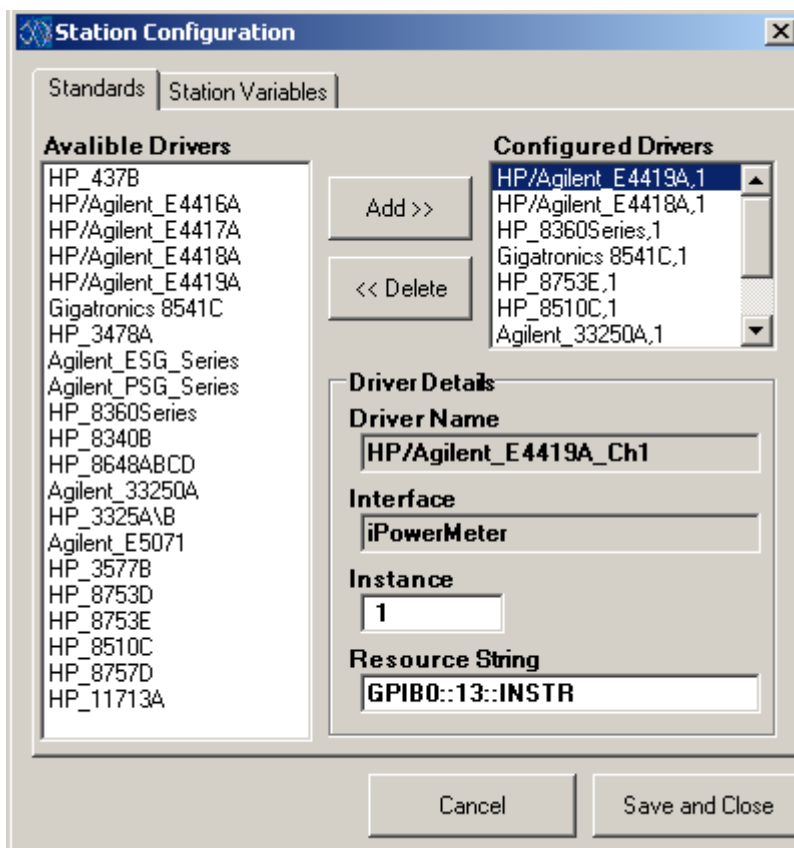 Station Configuration
Standards
Station Variables
Avalible Drivers
HP_437B
HP/Agilent_E4416A
HP/Agilent_E4417A
HP/Agilent_E4418A
HP/Agilent_E4419A
Gigatronics 8541C
HP_3478A
Agilent_ESG_Series
Agilent_PSG_Series
HP_8360Series
HP_8340B
HP_8648ABCD
Agilent_33250A
HP_3325A\B
Agilent_E5071
HP_3577B
HP_8753D
HP_8753E
HP_8510C
HP_8757D
HP_11713A
Add >>
<< Delete
Configured Drivers
HP/Agilent_E4419A,1
HP/Agilent_E4418A,1
HP_8360Series,1
Gigatronics 8541C,1
HP_8753E,1
HP_8510C,1
Agilent_33250A,1
Driver Details
Driver Name
HP/Agilent_E4419A_Ch1
Interface
iPowerMeter
Instance
1
Resource String
GPIB0::13::INSTR
Cancel
Save and Close